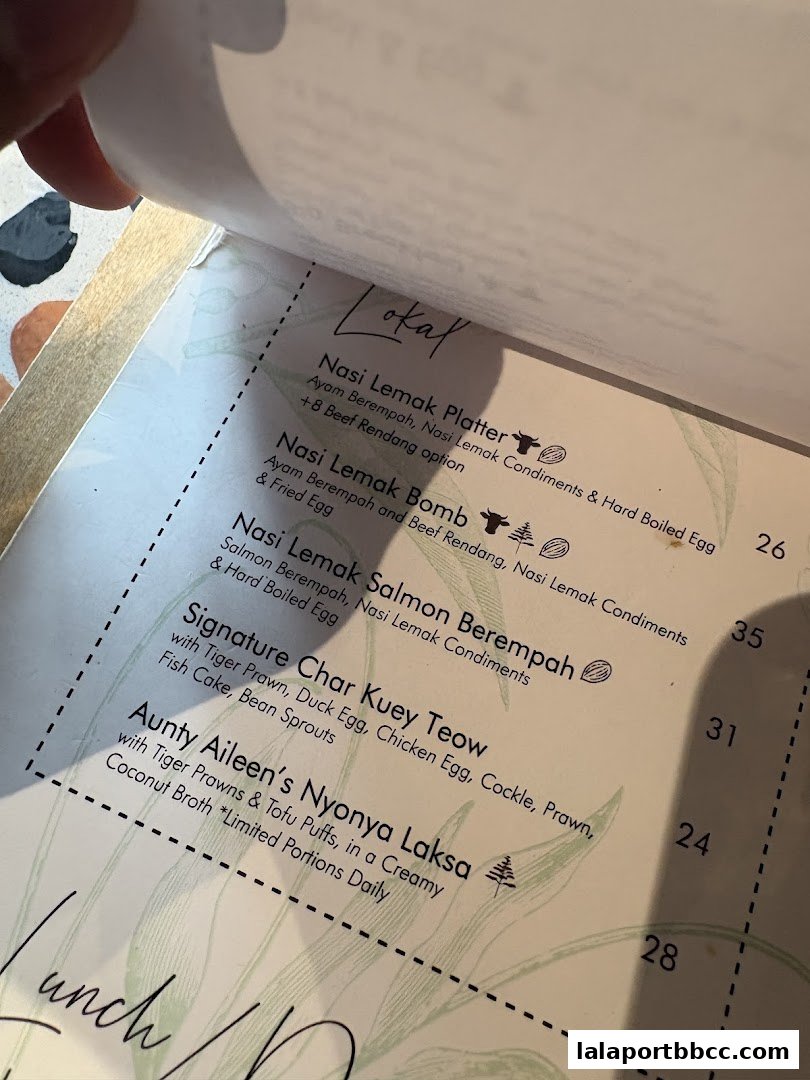 Lokal
Nasi Lemak Platter
Ayam Berempah, Nasi Lemak Condiments & Hard Boiled Egg 26
+8 Beef Rendang option
Nasi Lemak Bomb
Ayam Berempah and Beef Rendang, Nasi Lemak Condiments 35
& Fried Egg
Nasi Lemak Salmon Berempah
Salmon Berempah, Nasi Lemak Condiments 31
& Hard Boiled Egg
Signature Char Kuey Teow
with Tiger Prawn, Duck Egg, Chicken Egg, Cockle, Prawn, 24
Fish Cake, Bean Sprouts
Aunty Aileen's Nyonya Laksa
with Tiger Prawns & Tofu Puffs, in a Creamy 28
Coconut Broth *Limited Portions Daily
Lunch/
lalaportbbcc.com